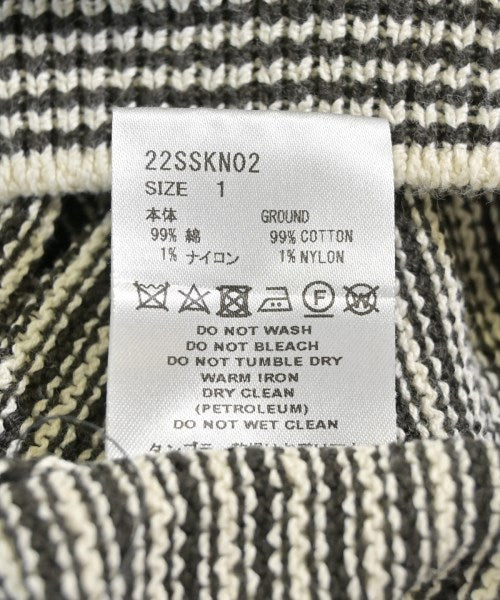 22SSKN02
SIZE 1
本体 GROUND
99% 綿 99% COTTON
1% ナイロン 1% NYLON
F W
DO NOT WASH
DO NOT BLEACH
DO NOT TUMBLE DRY
WARM IRON
DRY CLEAN
(PETROLEUM)
DO NOT WET CLEAN